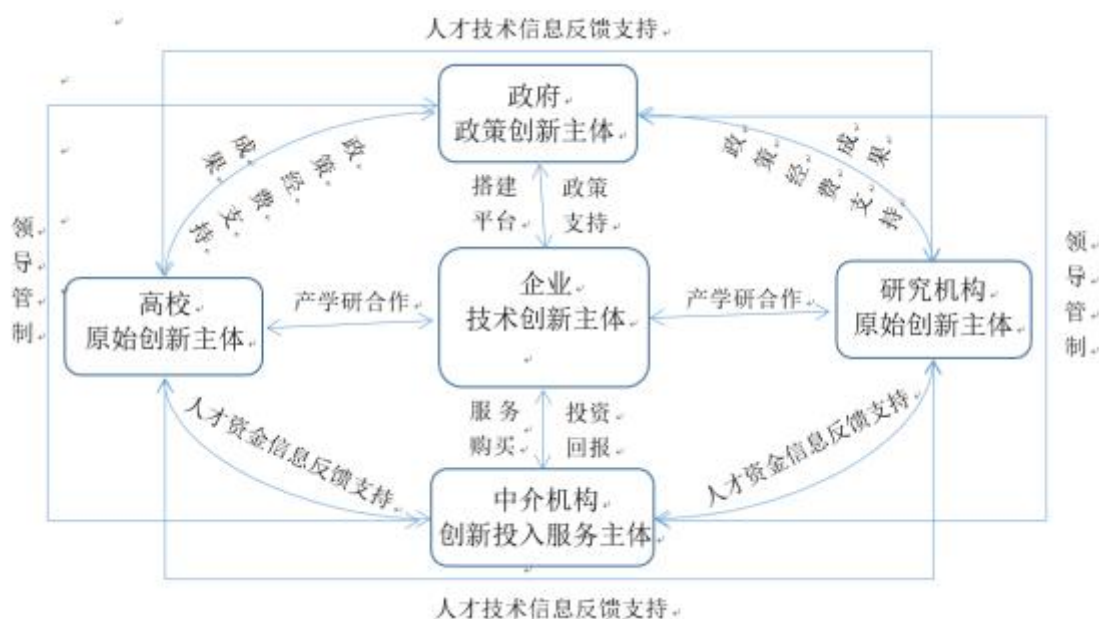 人才技术信息反馈支持
政府
政策创新主体
成果
政策经费支持
成果
政策经费支持
搭建
平台
政策
支持
领导管制
领导管制
高校
原始创新主体
产学研合作
企业
技术创新主体
产学研合作
研究机构
原始创新主体
服务
购买
投资
回报
人才资金信息反馈支持
人才资金信息反馈支持
中介机构
创新投入服务主体
人才技术信息反馈支持